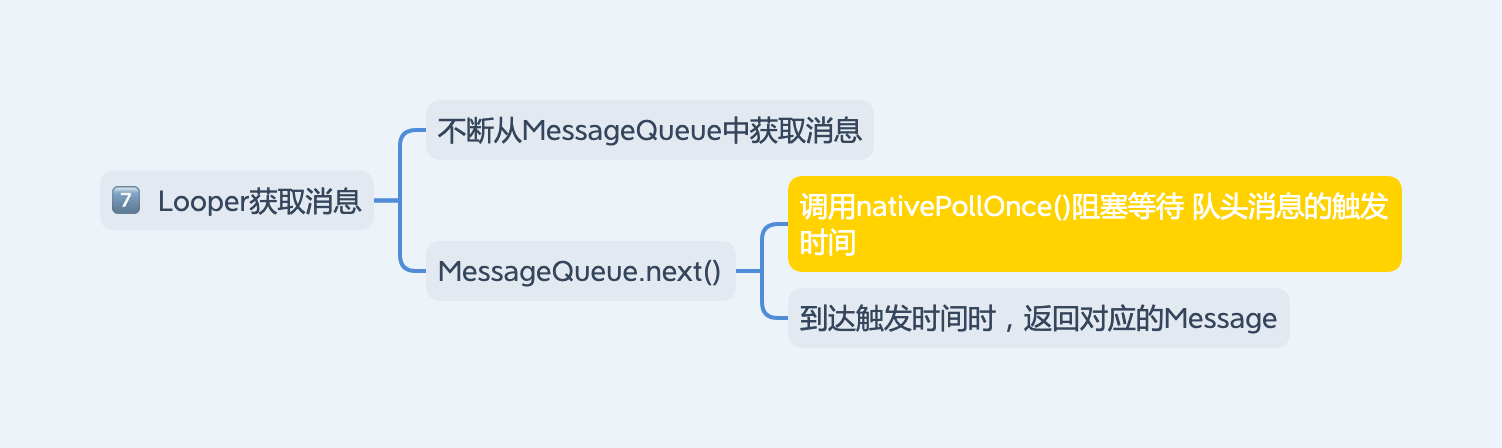 7 Looper获取消息
不断从MessageQueue中获取消息
MessageQueue.next()
调用nativePollOnce()阻塞等待 队头消息的触发
时间
到达触发时间时，返回对应的Message